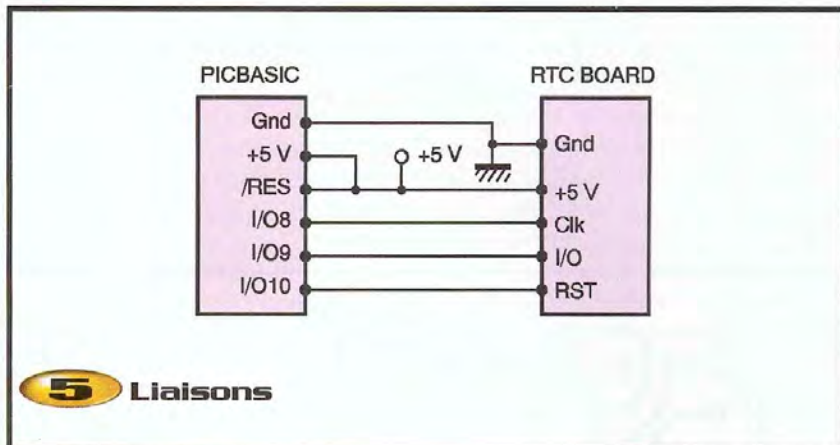 PICBASIC
RTC BOARD
Gnd
+5 V
/RES
I/O8
I/O9
I/O10
+5 V
Gnd
+5 V
Clk
I/O
RST
5 Liaisons